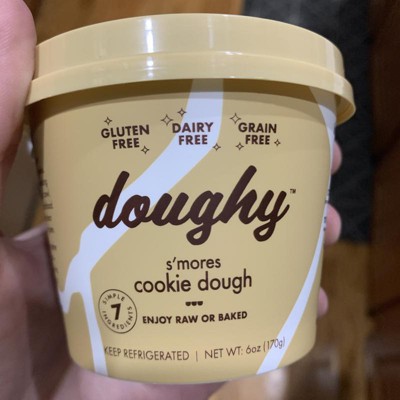 GLUTEN FREE
DAIRY FREE
GRAIN FREE
doughy™
s'mores
cookie dough
SIMPLE
7
INGREDIENTS
ENJOY RAW OR BAKED
KEEP REFRIGERATED | NET WT: 6oz (170g)